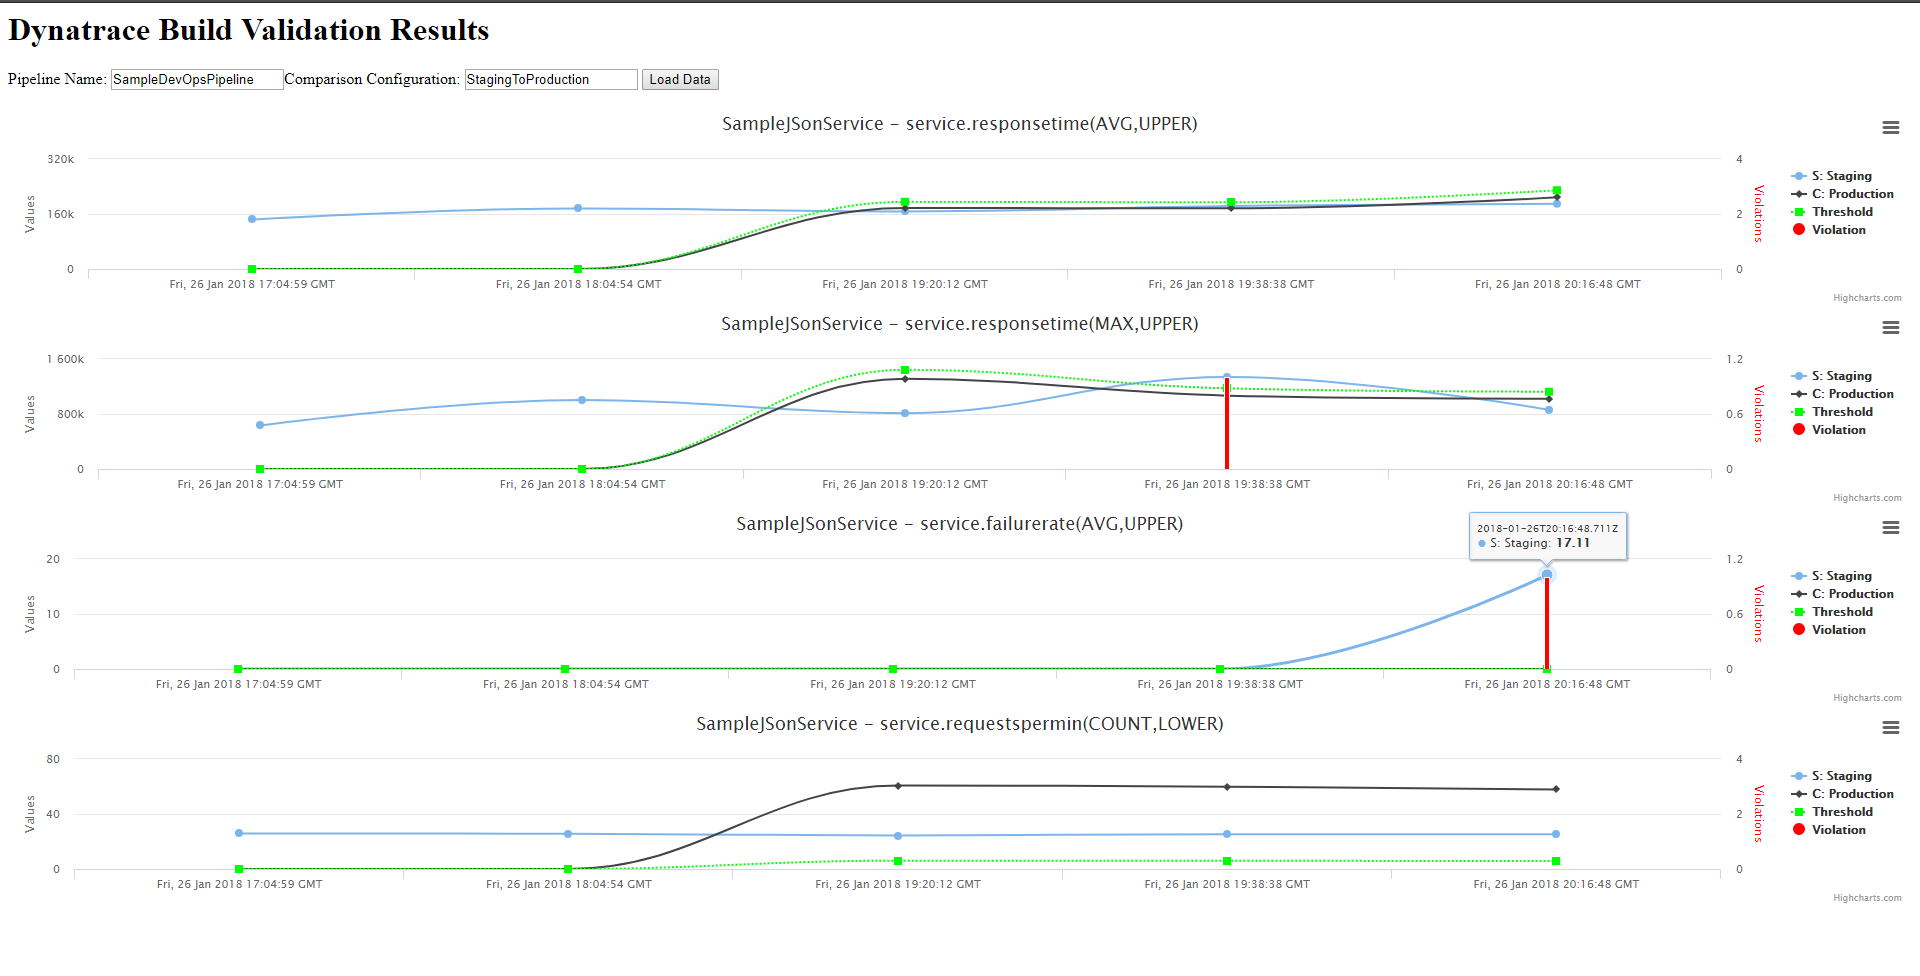 Dynatrace Build Validation Results
Pipeline Name: SampleDevOpsPipeline Comparison Configuration: StagingToProduction Load Data
SampleJSonService - service.responsetime(AVG,UPPER)
320k
160k
0
Values
4
2
0
Violations
S: Staging
C: Production
Threshold
Violation
Fri, 26 Jan 2018 17:04:59 GMT
Fri, 26 Jan 2018 18:04:54 GMT
Fri, 26 Jan 2018 19:20:12 GMT
Fri, 26 Jan 2018 19:38:38 GMT
Fri, 26 Jan 2018 20:16:48 GMT
Highcharts.com
SampleJSonService - service.responsetime(MAX,UPPER)
1 600k
800k
0
Values
1.2
0.6
0
Violations
S: Staging
C: Production
Threshold
Violation
Fri, 26 Jan 2018 17:04:59 GMT
Fri, 26 Jan 2018 18:04:54 GMT
Fri, 26 Jan 2018 19:20:12 GMT
Fri, 26 Jan 2018 19:38:38 GMT
Fri, 26 Jan 2018 20:16:48 GMT
Highcharts.com
SampleJSonService - service.failurerate(AVG,UPPER)
2018-01-26T20:16:48.711Z
S: Staging: 17.11
20
10
0
Values
1.2
0.6
0
Violations
S: Staging
C: Production
Threshold
Violation
Fri, 26 Jan 2018 17:04:59 GMT
Fri, 26 Jan 2018 18:04:54 GMT
Fri, 26 Jan 2018 19:20:12 GMT
Fri, 26 Jan 2018 19:38:38 GMT
Fri, 26 Jan 2018 20:16:48 GMT
Highcharts.com
SampleJSonService - service.requestspermin(COUNT,LOWER)
80
40
0
Values
4
2
0
Violations
S: Staging
C: Production
Threshold
Violation
Fri, 26 Jan 2018 17:04:59 GMT
Fri, 26 Jan 2018 18:04:54 GMT
Fri, 26 Jan 2018 19:20:12 GMT
Fri, 26 Jan 2018 19:38:38 GMT
Fri, 26 Jan 2018 20:16:48 GMT
Highcharts.com